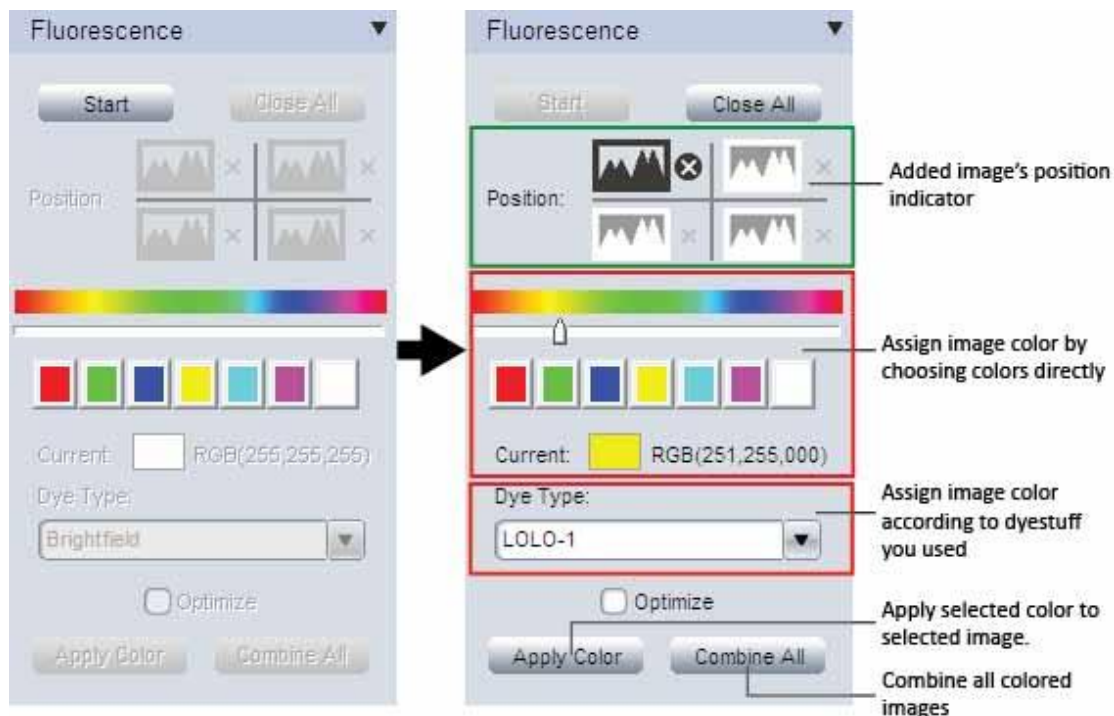 Fluorescence
Start Close All
Position:
Current: RGB(255,255,255)
Dye Type:
Brightfield
Optimize
Apply Color Combine All
Fluorescence
Start Close All
Position:
Current: RGB(251,255,000)
Dye Type:
LOLO-1
Optimize
Apply Color Combine All
Added image's position
indicator
Assign image color by
choosing colors directly
Assign image color
according to dyestuff
you used
Apply selected color to
selected image.
Combine all colored
images